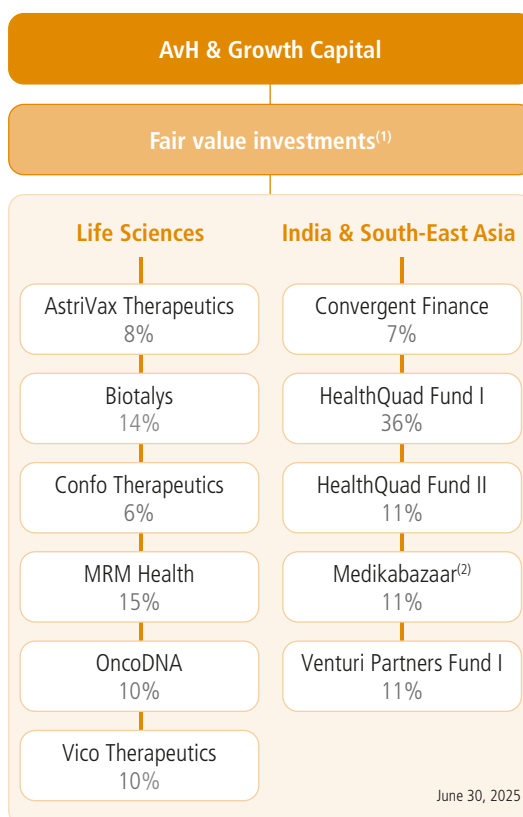 AvH & Growth Capital
Fair value investments(1)
Life Sciences
AstriVax Therapeutics
8%
Biotalys
14%
Confo Therapeutics
6%
MRM Health
15%
OncoDNA
10%
Vico Therapeutics
10%
India & South-East Asia
Convergent Finance
7%
HealthQuad Fund I
36%
HealthQuad Fund II
11%
Medikabazaar(2)
11%
Venturi Partners Fund I
11%
June 30, 2025